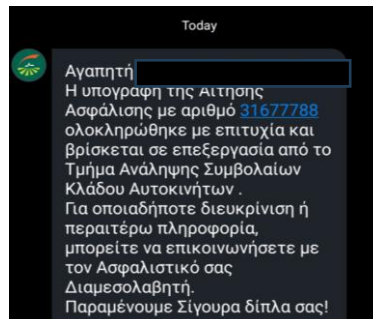 Today
Αγαπητή
Η υπογραφή της Αίτησης
Ασφάλισης με αριθμό 31677788
ολοκληρώθηκε με επιτυχία και
βρίσκεται σε επεξεργασία από το
Τμήμα Ανάληψης Συμβολαίων
Κλάδου Αυτοκινήτων .
Για οποιαδήποτε διευκρίνιση ή
περαιτέρω πληροφορία,
μπορείτε να επικοινωνήσετε με
τον Ασφαλιστικό σας
Διαμεσολαβητή.
Παραμένουμε Σίγουρα δίπλα σας!